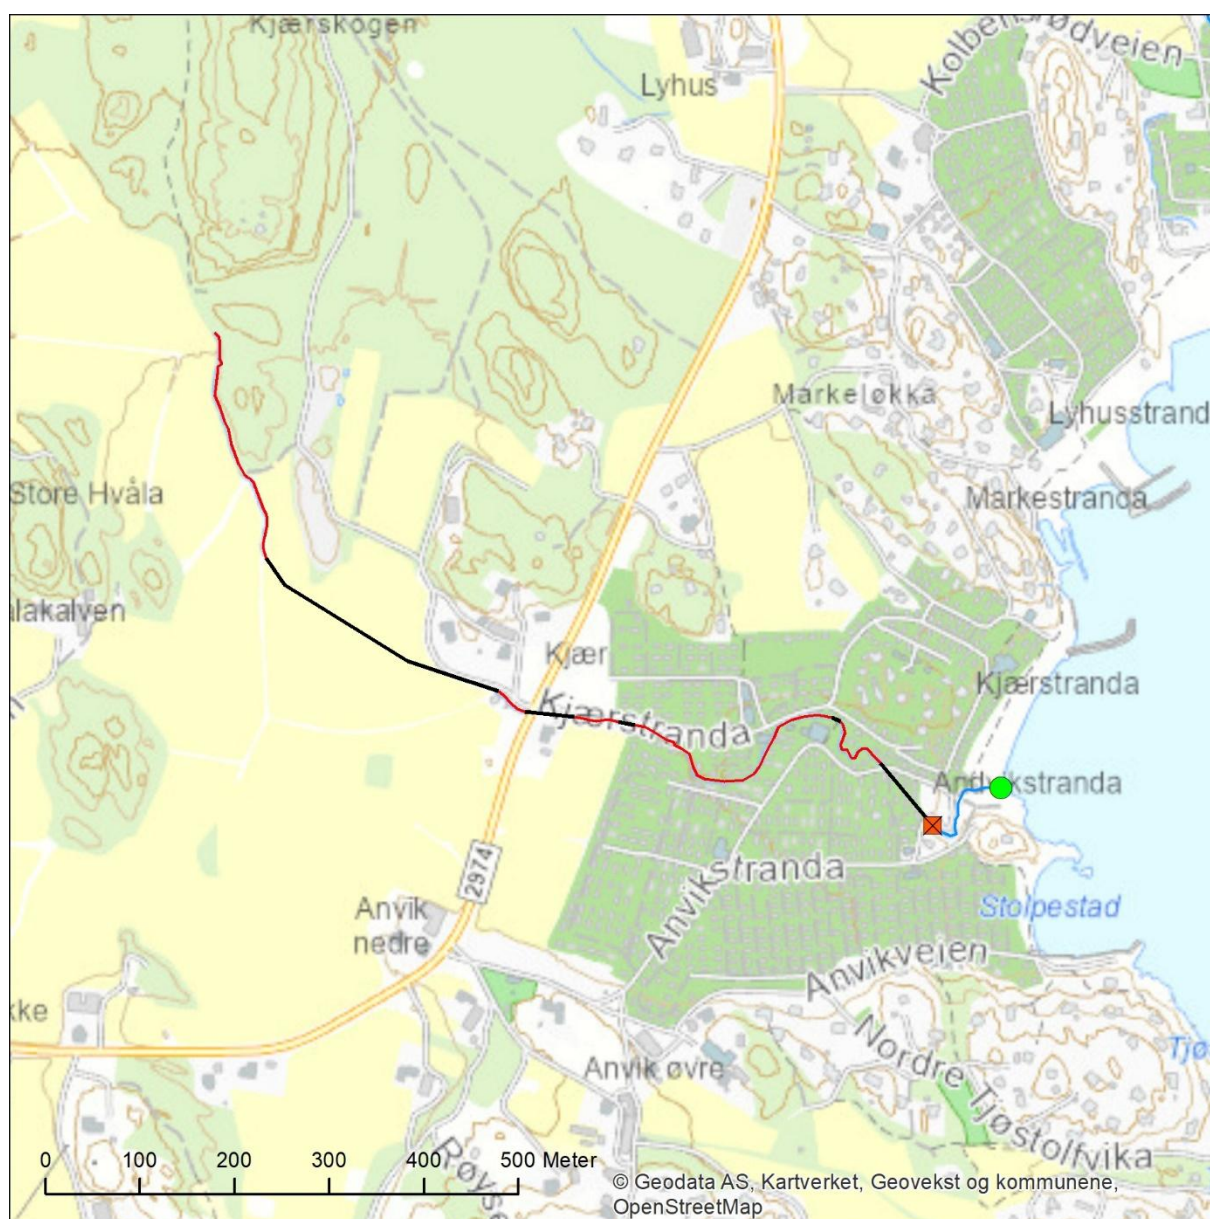 Kjærskogen
Kolbensrødveien
Lyhus
Markeløkka
Lyhusstrand
Store Hvåla
Markestranda
alakalven
Kjær
Kjærstranda
Kjærstranda
Andvikstranda
2974
Anvikstranda
Anvik
nedre
Stolpestad
Anvikveien
kke
Nordre Tjøstolfvika
Tjø
Anvik øvre
Røyse
0 100 200 300 400 500 Meter
© Geodata AS, Kartverket, Geovekst og kommunene,
OpenStreetMap